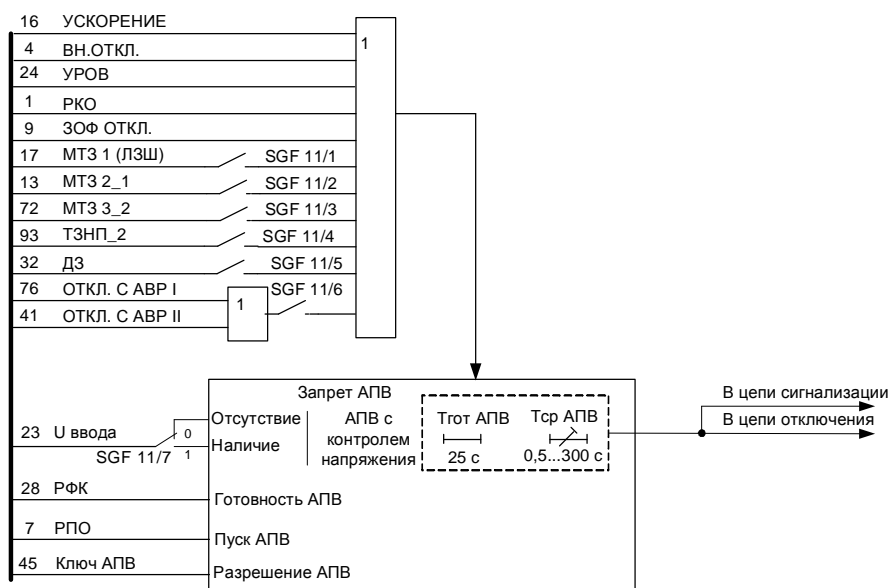 16 УСКОРЕНИЕ
4 ВН.ОТКЛ.
24 УРОВ
1 РКО
9 ЗОФ ОТКЛ.
17 МТЗ 1 (ЛЗШ) SGF 11/1
13 МТЗ 2_1 SGF 11/2
72 МТЗ 3_2 SGF 11/3
93 ТЗНП_2 SGF 11/4
32 ДЗ SGF 11/5
76 ОТКЛ. С АВР I SGF 11/6
41 ОТКЛ. С АВР II
1
1
Запрет АПВ
23 U ввода
SGF 11/7
0
1
Отсутствие
Наличие
АПВ с
контролем
напряжения
Тгот АПВ
25 с
Тср АПВ
0,5...300 с
В цепи сигнализации
В цепи отключения
28 РФК
Готовность АПВ
7 РПО
Пуск АПВ
45 Ключ АПВ
Разрешение АПВ